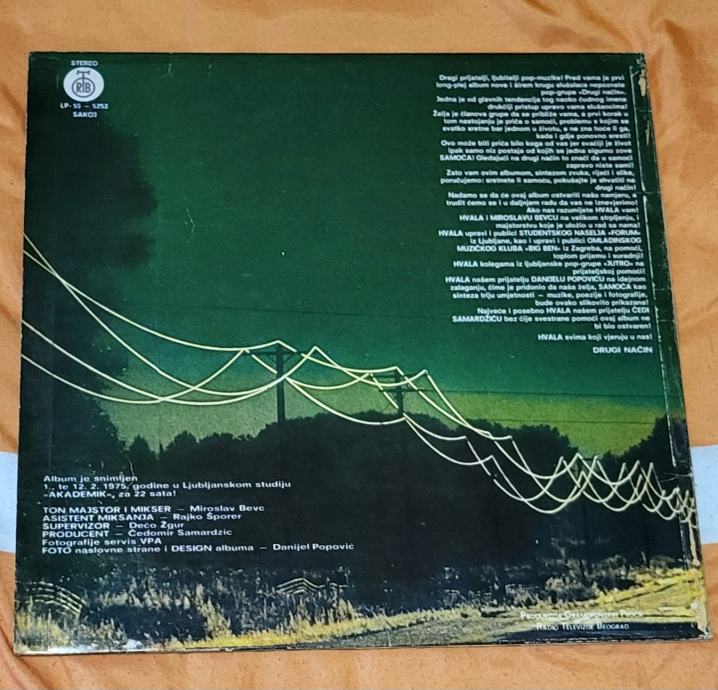 STEREO
RTB
LP-55 - 5252
SAKOJ
Dragi prijatelji, ljubitelji pop-muzike! Pred vama je prvi
long-plej album nove i širem krugu slušalaca nepoznate
pop-grupe »Drugi način«.
Jedna je od glavnih tendencija tog naoko čudnog imena
drukčiji pristup upravo vama slušaocima!
Želja je članova grupe da se približe vama, a prvi korak u
tom nastojanju je priča o samoći, problemu s kojim se
svatko sretne bar jednom u životu, a ne zna hoće li ga,
kada i gdje ponovno sresti!
Ovo može biti priča bilo koga od vas jer svačiji je život
ipak samo niz postaja od kojih se jedna sigurno zove
SAMOĆA! Gledajući na drugi način to znači da u samoći
zapravo niste sami!
Zato vam ovim albumom, sintezom zvuka, riječi i slike,
poručujemo: sretnete li samoću, pokušajte je shvatiti na
drugi način!
Nadamo se da će ovaj album ostvariti našu namjeru, a
trudit ćemo se i u daljnjem radu da vas ne iznevjerimo!
Ako nas razumijete HVALA vam!
HVALA i MIROSLAVU BEVCU na velikom strpljenju, i
majstorstvu koje je uložio u rad sa nama!
HVALA upravi i publici STUDENTSKOG NASELJA »FORUM«
iz Ljubljane, kao i upravi i publici OMLADINSKOG
MUZIČKOG KLUBA »BIG BEN« iz Zagreba, na pomoći,
toplom prijemu i suradnji!
HVALA kolegama iz ljubljanske pop-grupe »JUTRO« na
prijateljskoj pomoći!
HVALA našem prijatelju DANIJELU POPOVIĆU na idejnom
zalaganju, čime je pridonio da naša želja, SAMOĆA kao
sinteza triju umjetnosti — muzike, poezije i fotografije,
bude ovako slikovito prikazana!
Najveće i posebno HVALA našem prijatelju ČEDI
SAMARDŽIĆU bez čije svestrane pomoći ovaj album ne
bi bio ostvaren!
HVALA svima koji vjeruju u nas!
DRUGI NAČIN
Album je snimljen
1., te 12. 2. 1975. godine u Ljubljanskom studiju
»AKADEMIK«, za 22 sata!
TON MAJSTOR I MIKSER — Miroslav Bevc
ASISTENT MIKSANJA — Rajko Šporer
SUPERVIZOR — Dečo Žgur
PRODUCENT — Čedomir Samardžić
Fotografije servis VPA
FOTO naslovne strane i DESIGN albuma — Danijel Popović
Produkcija Gramofonskih Ploča
Radio Televizije Beograd